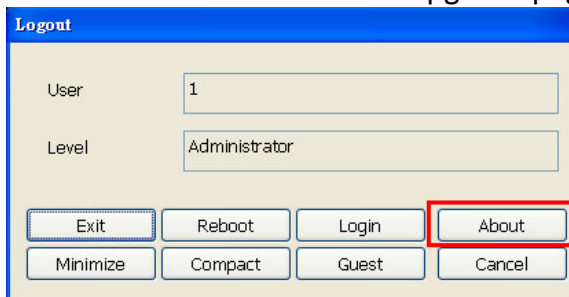 Logout
User 1
Level Administrator
Exit Reboot Login About
Minimize Compact Guest Cancel